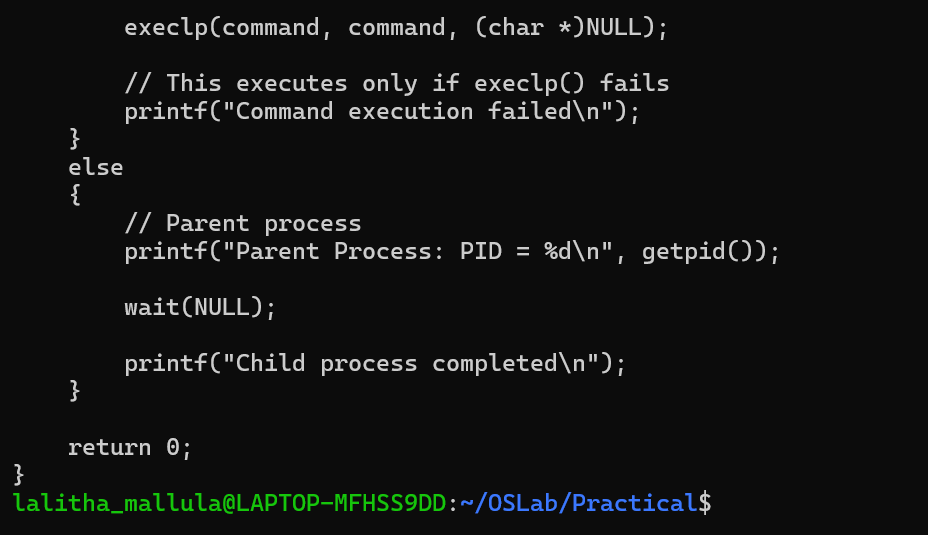 execlp(command, command, (char *)NULL);
// This executes only if execlp() fails
printf("Command execution failed\n");
}
else
{
// Parent process
printf("Parent Process: PID = %d\n", getpid());
wait(NULL);
printf("Child process completed\n");
}
return 0;
}
lalitha_mallula@LAPTOP-MFHSS9DD:~/OSLab/Practical$